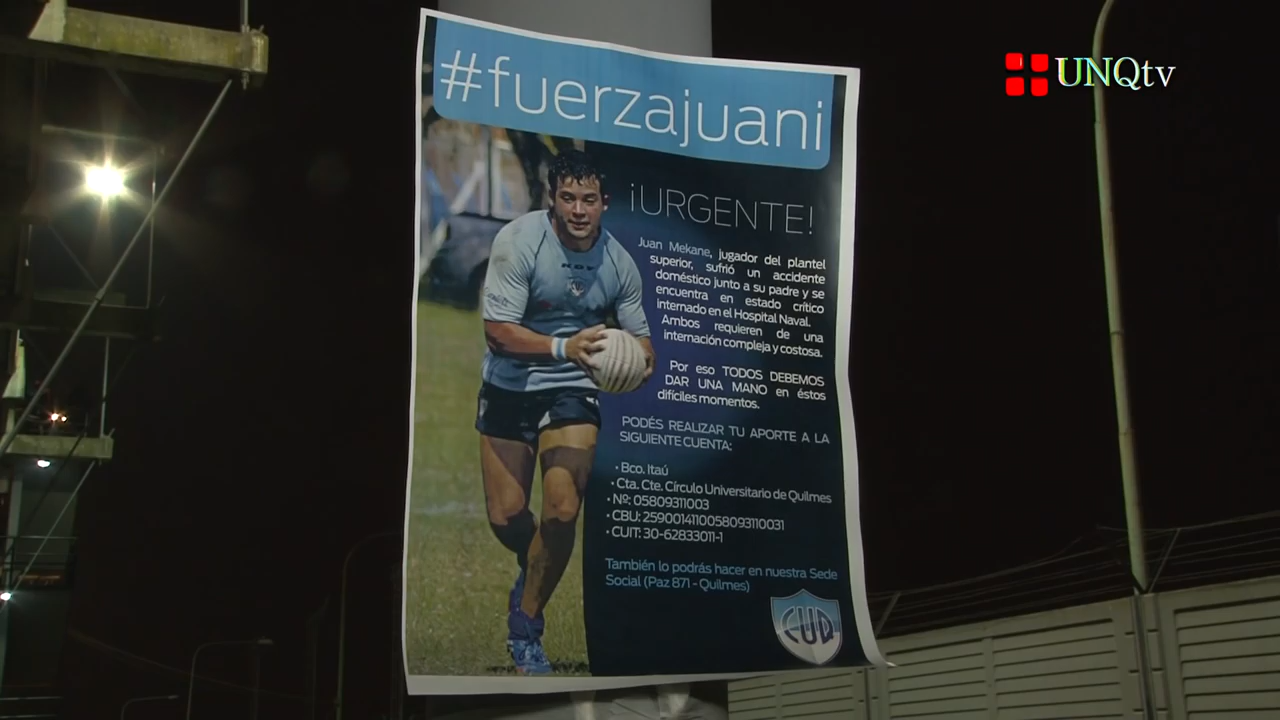 UNQtv
#fuerzajuani
¡URGENTE!
Juan Mekane, jugador del plantel
superior, sufrió un accidente
doméstico junto a su padre y se
encuentra en estado crítico
internado en el Hospital Naval.
Ambos requieren de una
internación compleja y costosa.
Por eso TODOS DEBEMOS
DAR UNA MANO en éstos
difíciles momentos.
PODÉS REALIZAR TU APORTE A LA
SIGUIENTE CUENTA:
• Bco. Itaú
• Cta. Cte. Círculo Universitario de Quilmes
• Nº: 05809311003
• CBU: 2590014110058093110031
• CUIT: 30-62833011-1
También lo podrás hacer en nuestra Sede
Social (Paz 871 - Quilmes)
CUQ